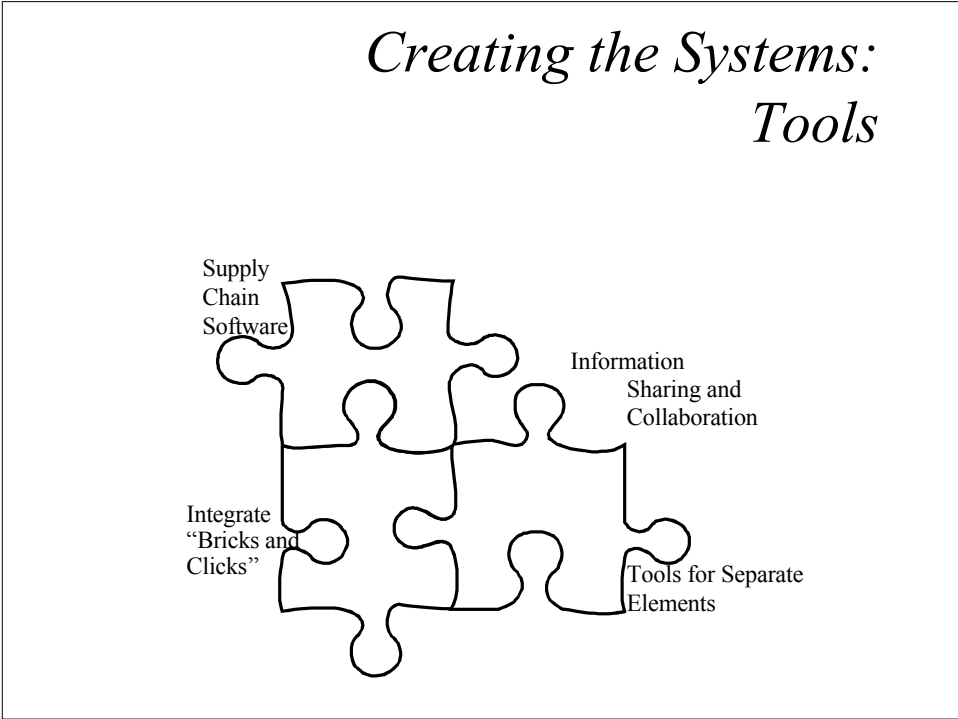 Creating the Systems:
Tools
Supply
Chain
Software
Information
Sharing and
Collaboration
Integrate
“Bricks and
Clicks”
Tools for Separate
Elements